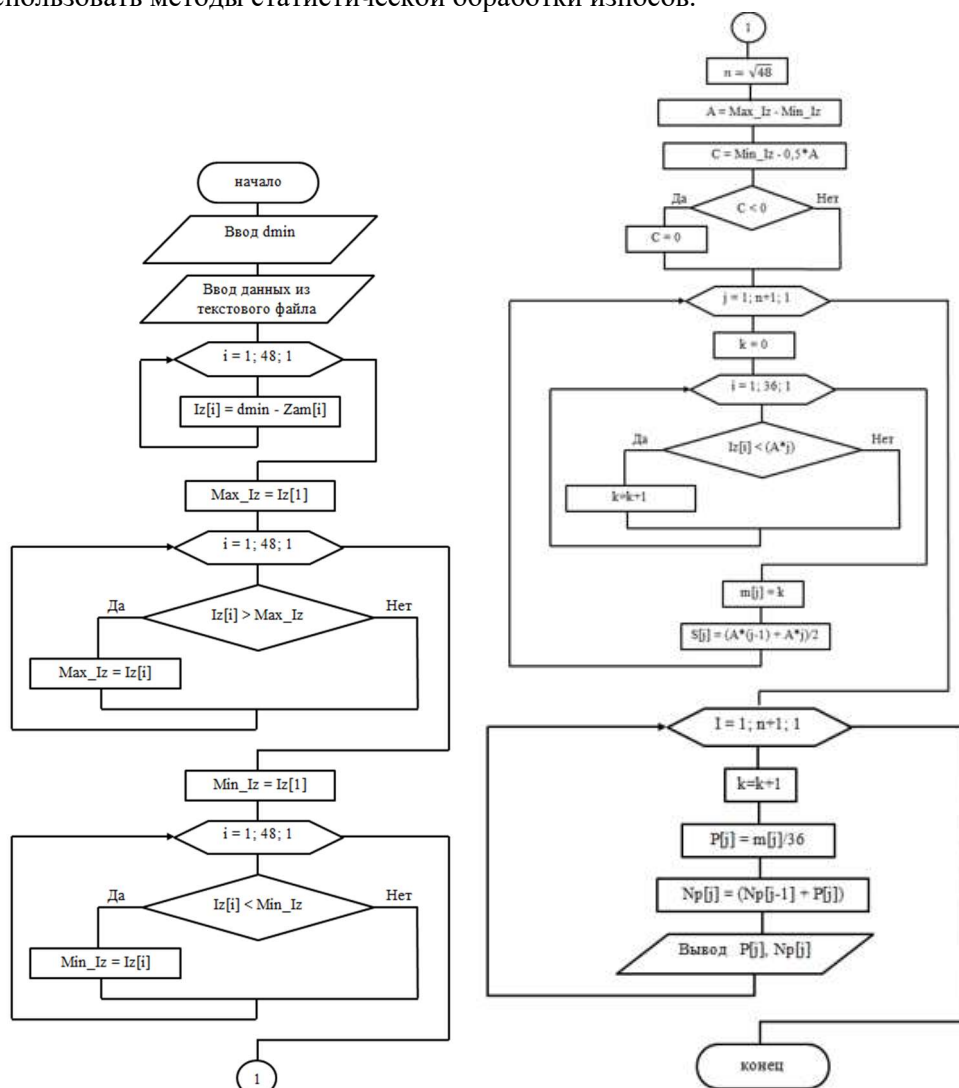 спользовать методы статистической обработки износов.
начало
Ввод dmin
Ввод данных из
текстового файла
i = 1; 48; 1
Iz[i] = dmin - Zam[i]
Max_Iz = Iz[1]
i = 1; 48; 1
Да
Iz[i] > Max_Iz
Нет
Max_Iz = Iz[i]
Min_Iz = Iz[1]
i = 1; 48; 1
Да
Iz[i] < Min_Iz
Нет
Min_Iz = Iz[i]
1
1
n = √48
A = Max_Iz - Min_Iz
C = Min_Iz - 0,5*A
Да
C < 0
Нет
C = 0
j = 1; n+1; 1
k = 0
i = 1; 36; 1
Да
Iz[i] < (A*j)
Нет
k=k+1
m[j] = k
S[j] = (A*(j-1) + A*j)/2
I = 1; n+1; 1
k=k+1
P[j] = m[j]/36
Np[j] = (Np[j-1] + P[j])
Вывод P[j], Np[j]
конец